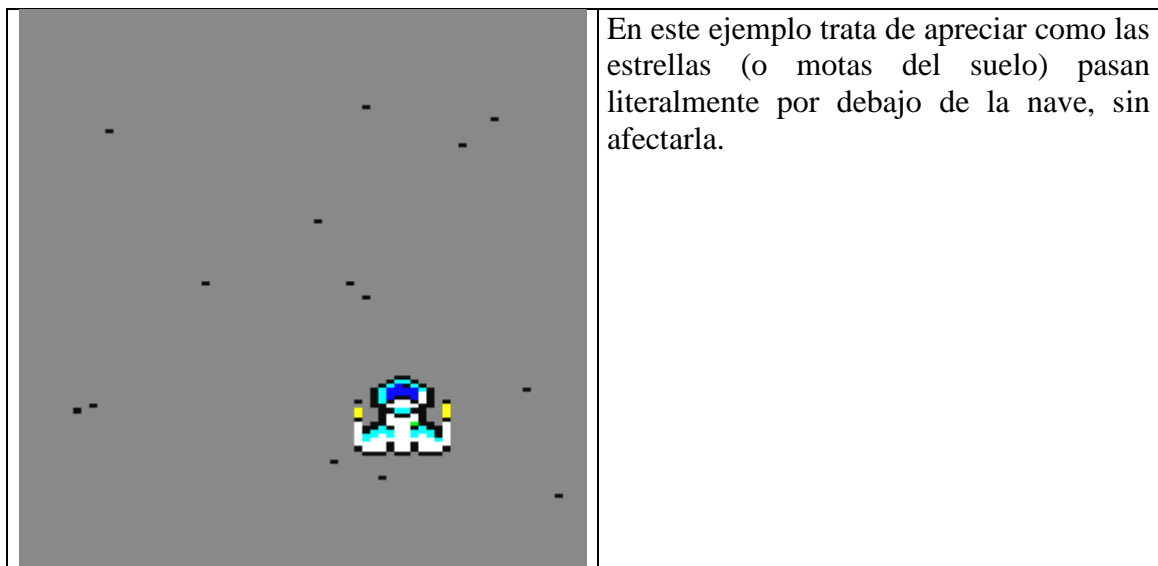 En este ejemplo trata de apreciar como las
estrellas (o motas del suelo) pasan
literalmente por debajo de la nave, sin
afectarla.